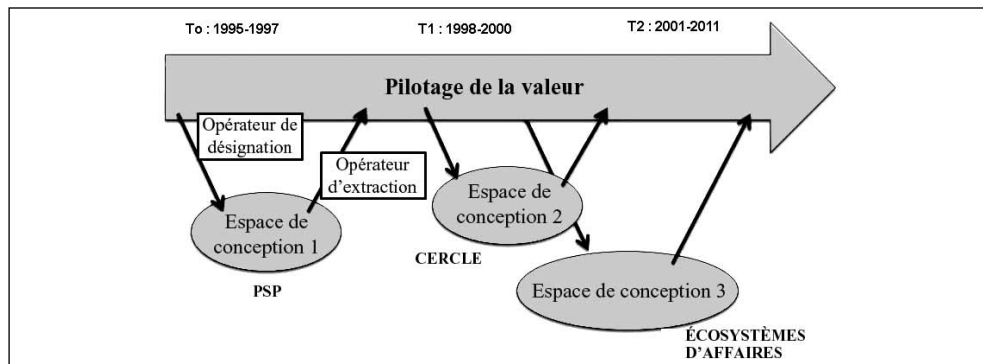 To : 1995-1997
T1 : 1998-2000
T2 : 2001-2011
Pilotage de la valeur
Opérateur de
désignation
Opérateur
d'extraction
Espace de
conception 1
PSP
Espace de
conception 2
CERCLE
Espace de conception 3
ÉCOSYSTÈMES
D'AFFAIRES